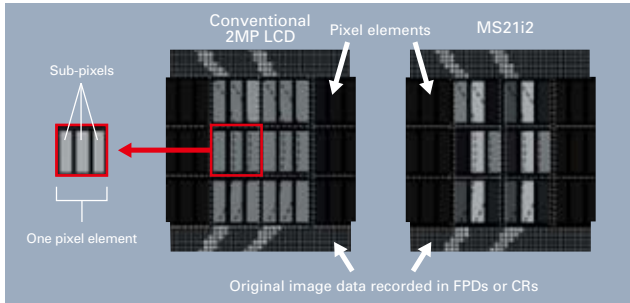 Conventional
2MP LCD
Pixel elements
MS21i2
Sub-pixels
One pixel element
Original image data recorded in FPDs or CRs